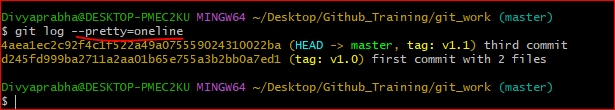 Divyaprabha@DESKTOP-PMEC2KU MINGW64 ~/Desktop/Github_Training/git_work (master)
$ git log --pretty=oneline
4aea1ec2c92f4c1f522a49a075559024310022ba (HEAD -> master, tag: v1.1) third commit
d245fd999ba2711a2aa01b65e755a3b2bb0a7ed1 (tag: v1.0) first commit with 2 files
Divyaprabha@DESKTOP-PMEC2KU MINGW64 ~/Desktop/Github_Training/git_work (master)
$